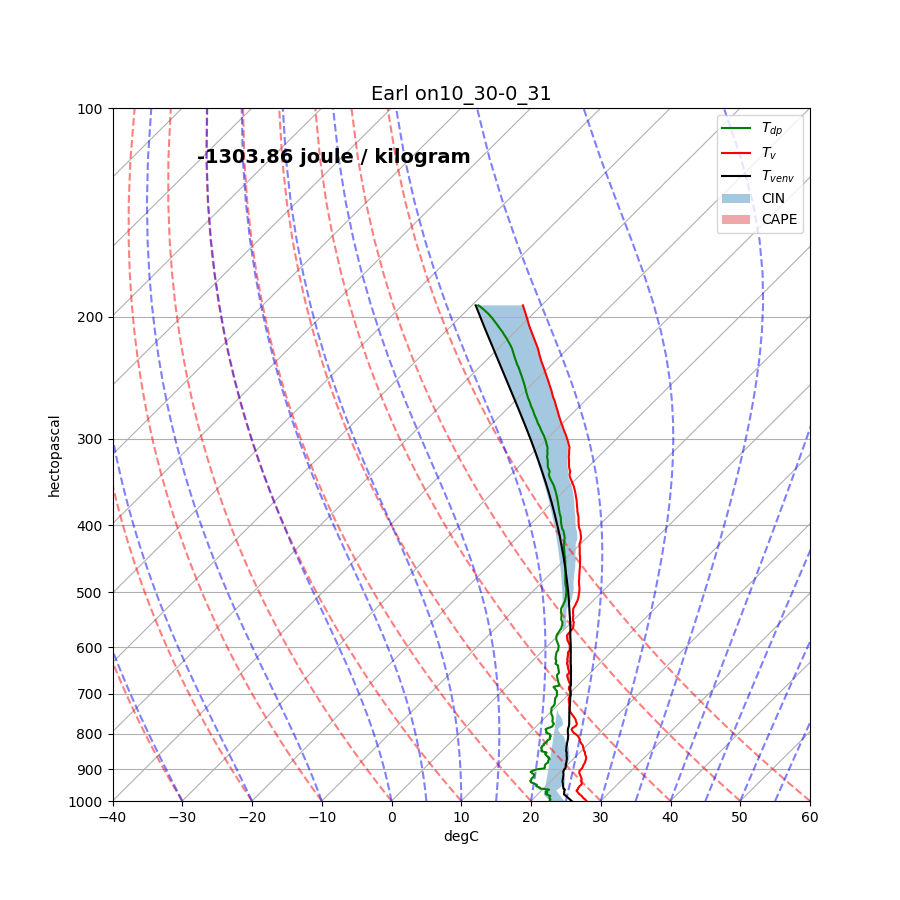 Earl on10_30-0_31
-1303.86 joule / kilogram
T_dp
T_v
T_venv
CIN
CAPE
100
200
300
400
500
600
700
800
900
1000
hectopascal
−40 −30 −20 −10 0 10 20 30 40 50 60
degC